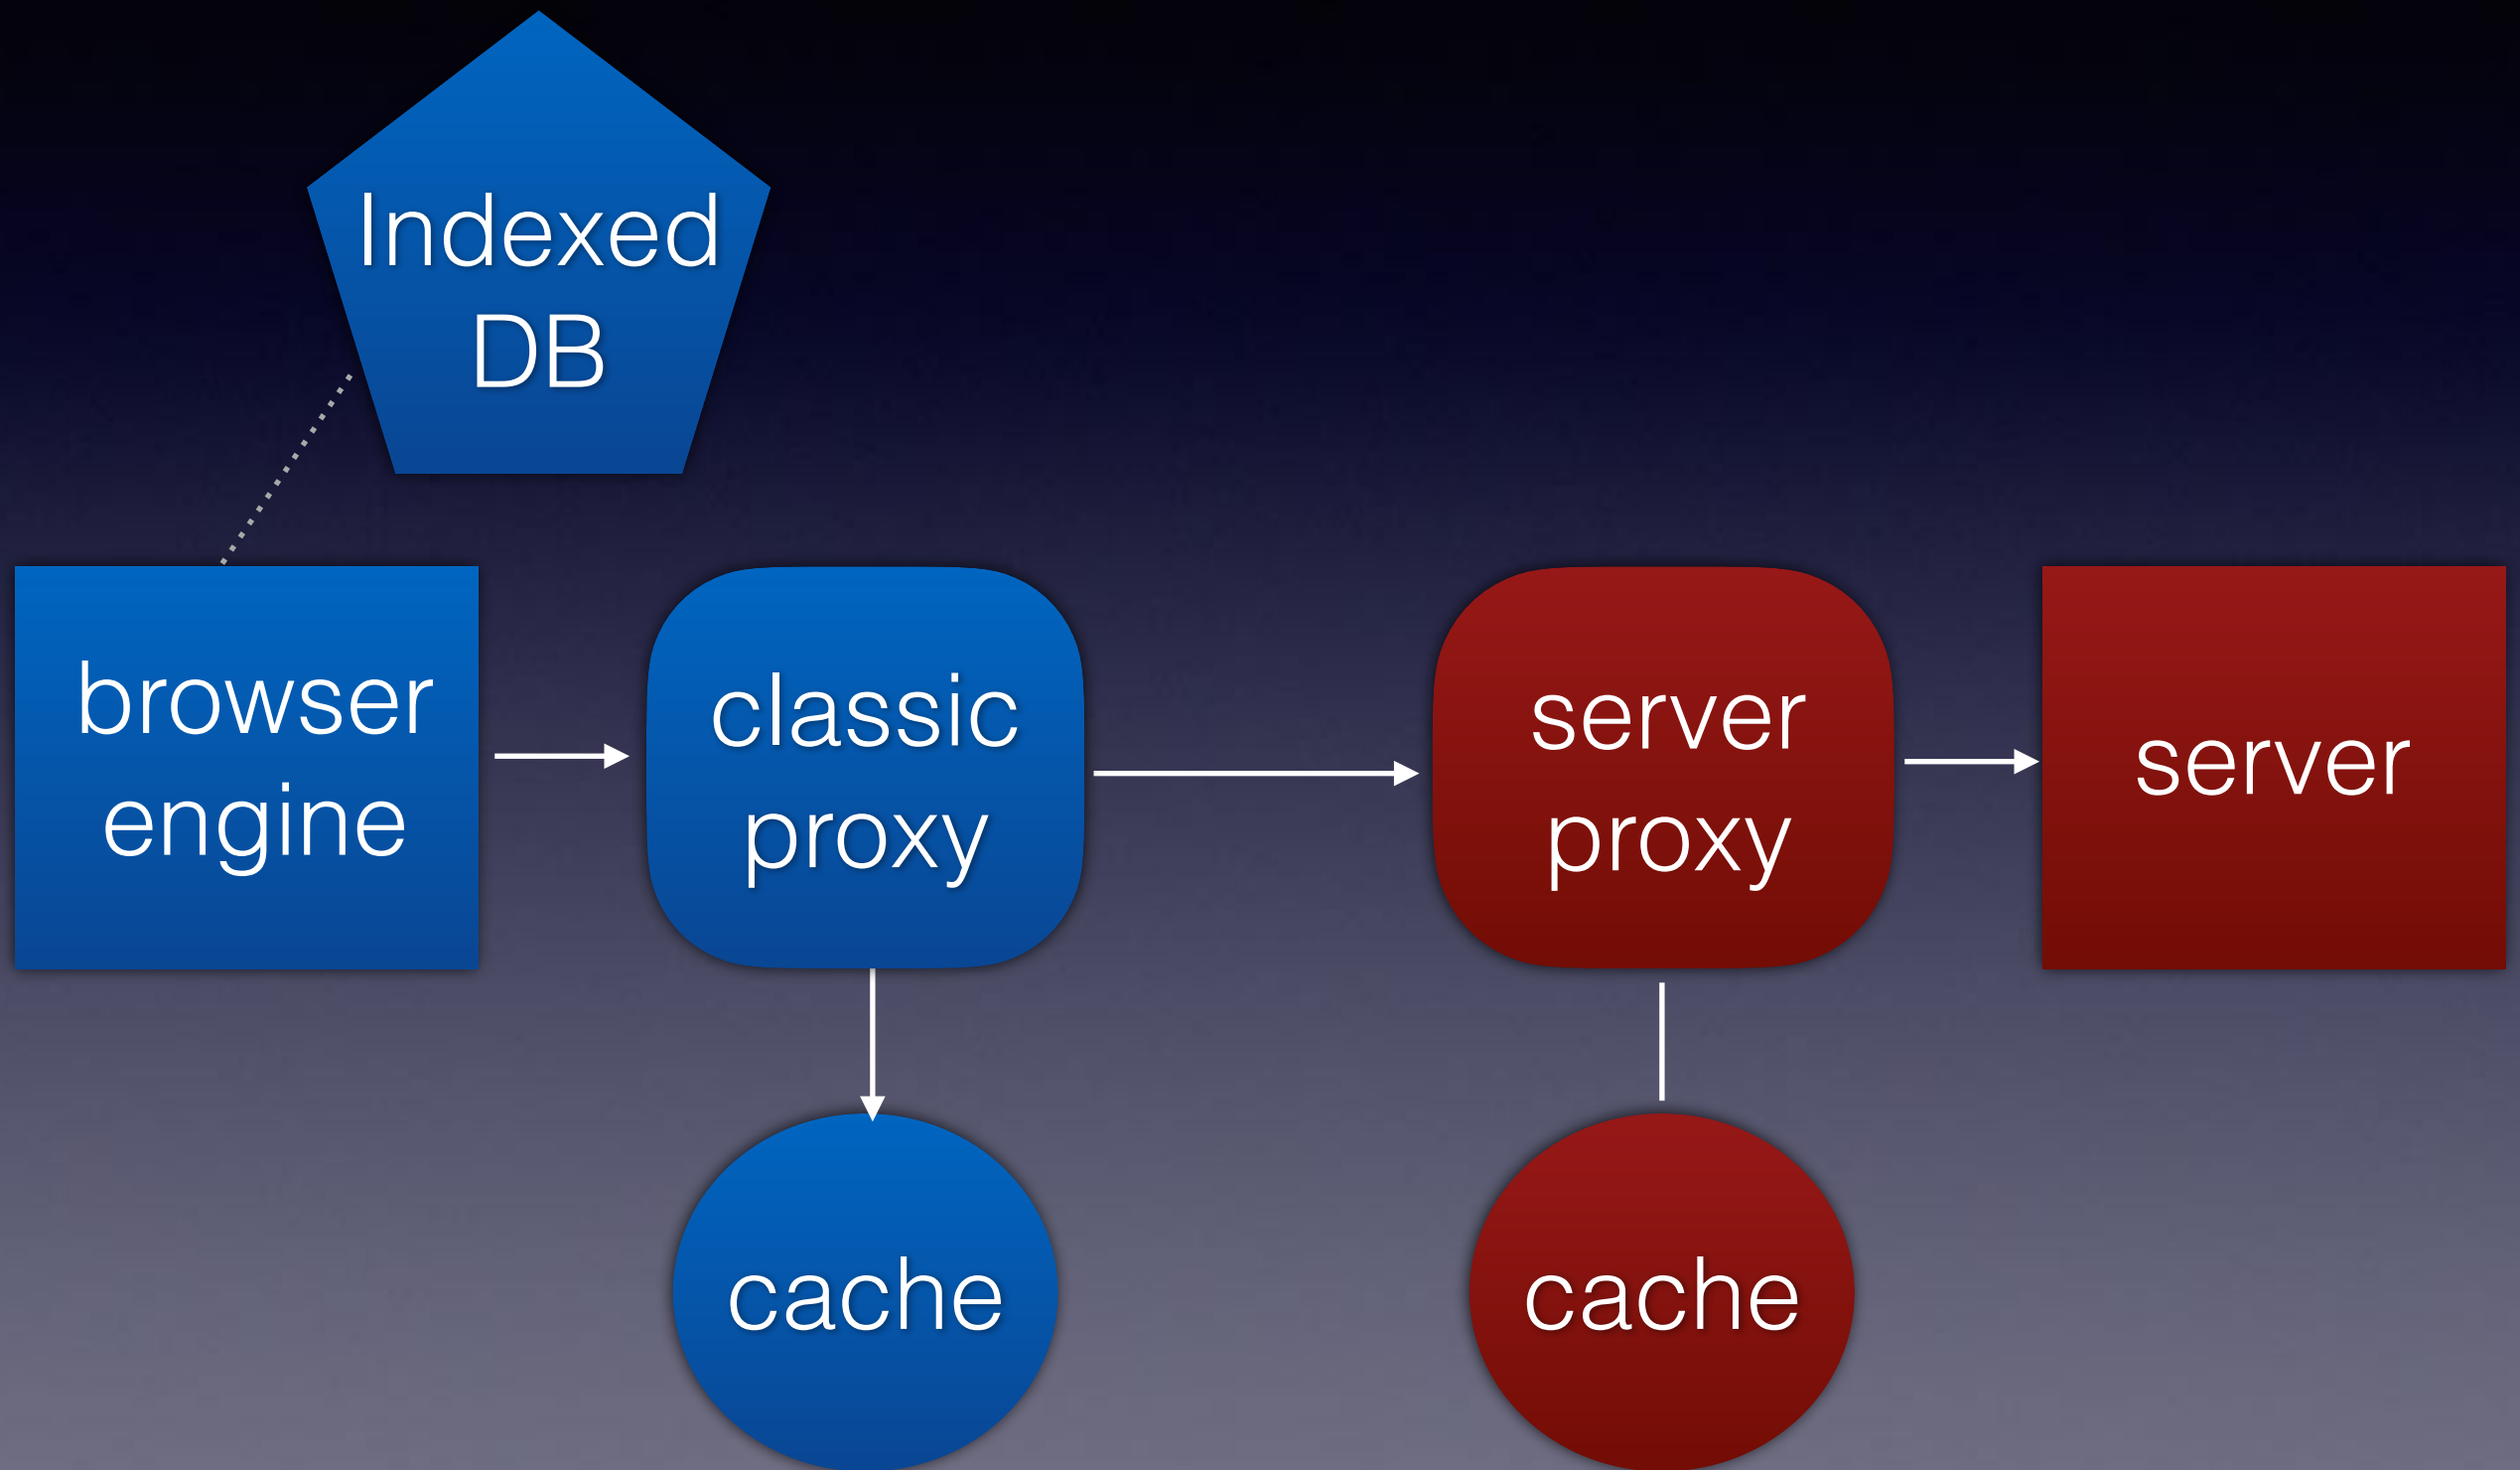 Indexed
DB
browser
engine
classic
proxy
server
proxy
server
cache
cache